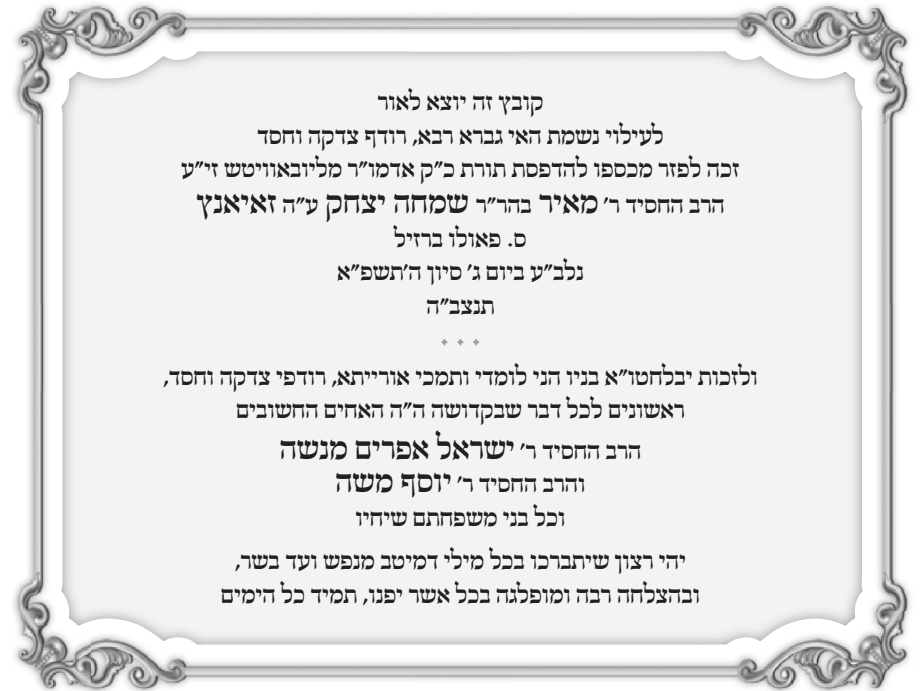 קובץ זה יוצא לאור
לעילוי נשמת האי גברא רבא, רודף צדקה וחסד
זכה לפזר מכספו להדפסת תורת כ"ק אדמו"ר מליובאוויטש זי"ע
הרב החסיד ר' מאיר בהר"ר שמחה יצחק ע"ה זאיאנץ
ס. פאולו ברזיל
נלב"ע ביום ג' סיון ה'תשפ"א
תנצב"ה
ולזכות יבלחטו"א בניו הני לומדי ותמכי אורייתא, רודפי צדקה וחסד,
ראשונים לכל דבר שבקדושה ה"ה האחים החשובים
הרב החסיד ר' ישראל אפרים מנשה
והרב החסיד ר' יוסף משה
וכל בני משפחתם שיחיו
יהי רצון שיתברכו בכל מילי דמיטב מנפש ועד בשר,
ובהצלחה רבה ומופלגה בכל אשר יפנו, תמיד כל הימים